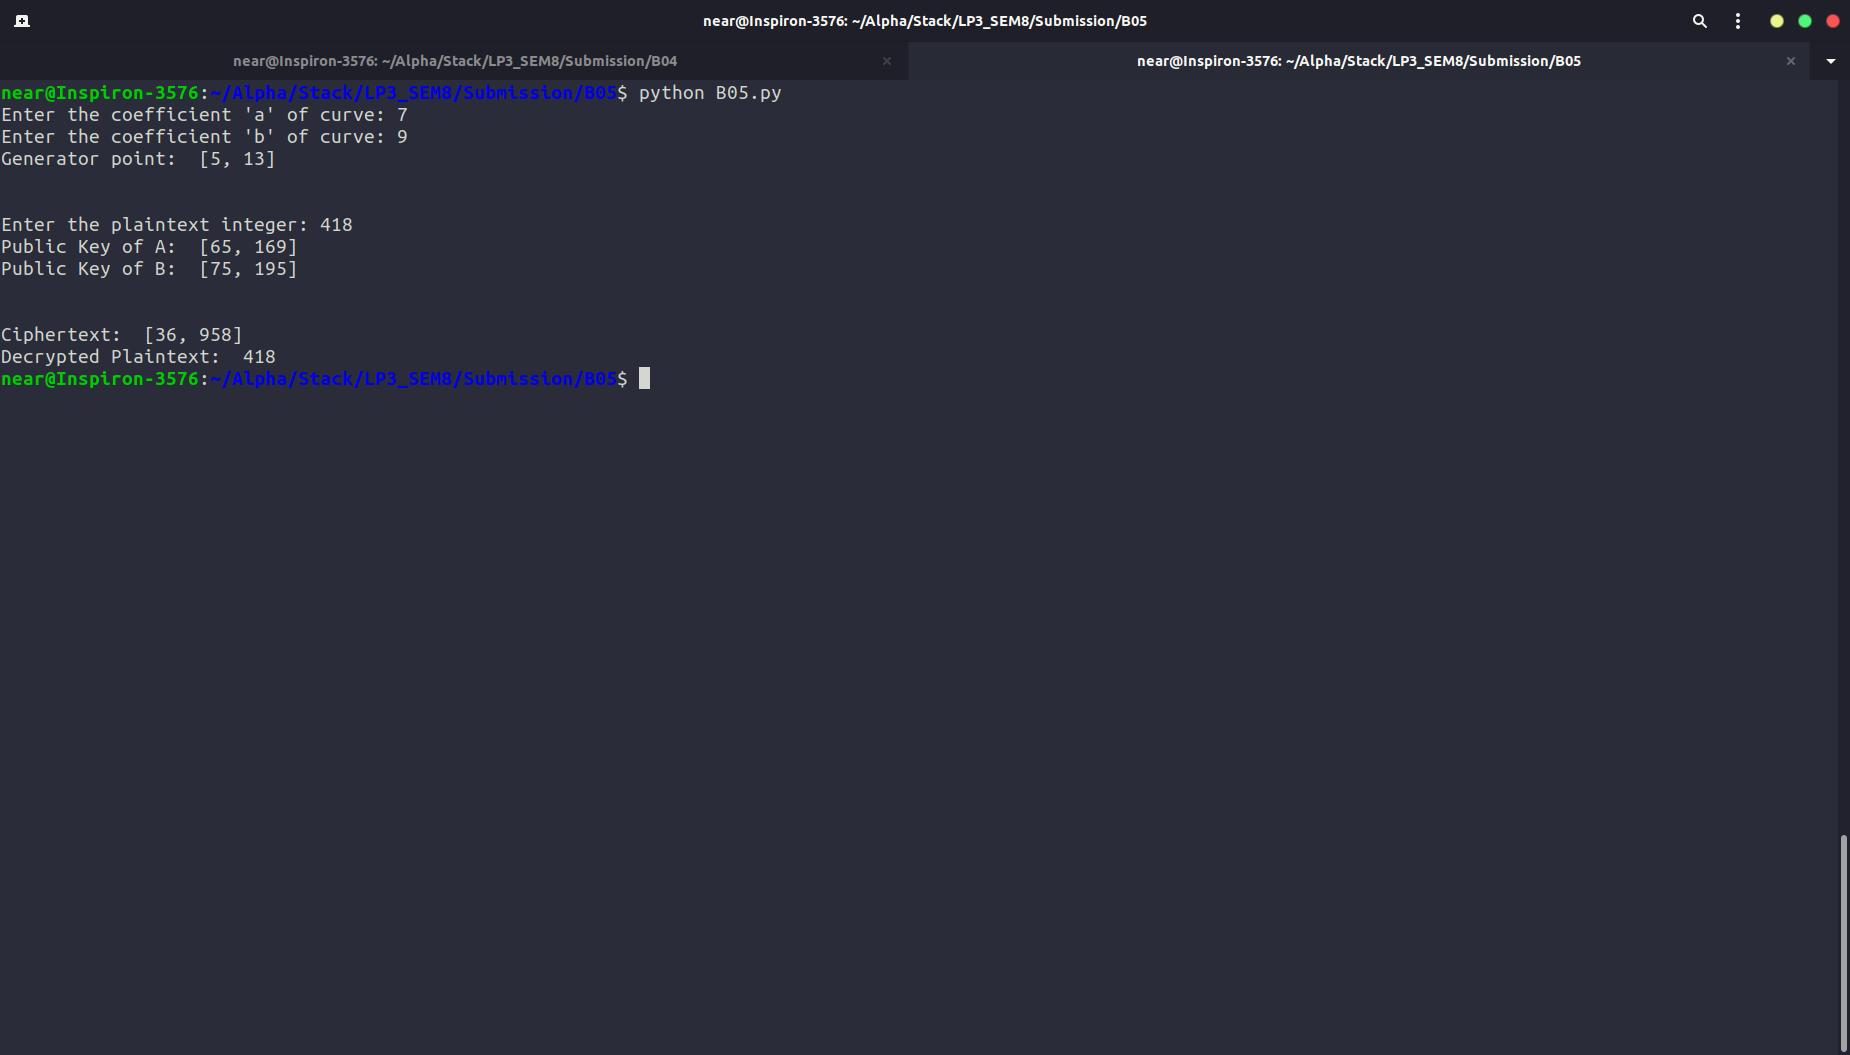 near@Inspiron-3576: ~/Alpha/Stack/LP3_SEM8/Submission/B05
near@Inspiron-3576: ~/Alpha/Stack/LP3_SEM8/Submission/B04
near@Inspiron-3576: ~/Alpha/Stack/LP3_SEM8/Submission/B05
near@Inspiron-3576:~/Alpha/Stack/LP3_SEM8/Submission/B05$ python B05.py
Enter the coefficient 'a' of curve: 7
Enter the coefficient 'b' of curve: 9
Generator point:  [5, 13]
Enter the plaintext integer: 418
Public Key of A:  [65, 169]
Public Key of B:  [75, 195]
Ciphertext:  [36, 958]
Decrypted Plaintext:  418
near@Inspiron-3576:~/Alpha/Stack/LP3_SEM8/Submission/B05$